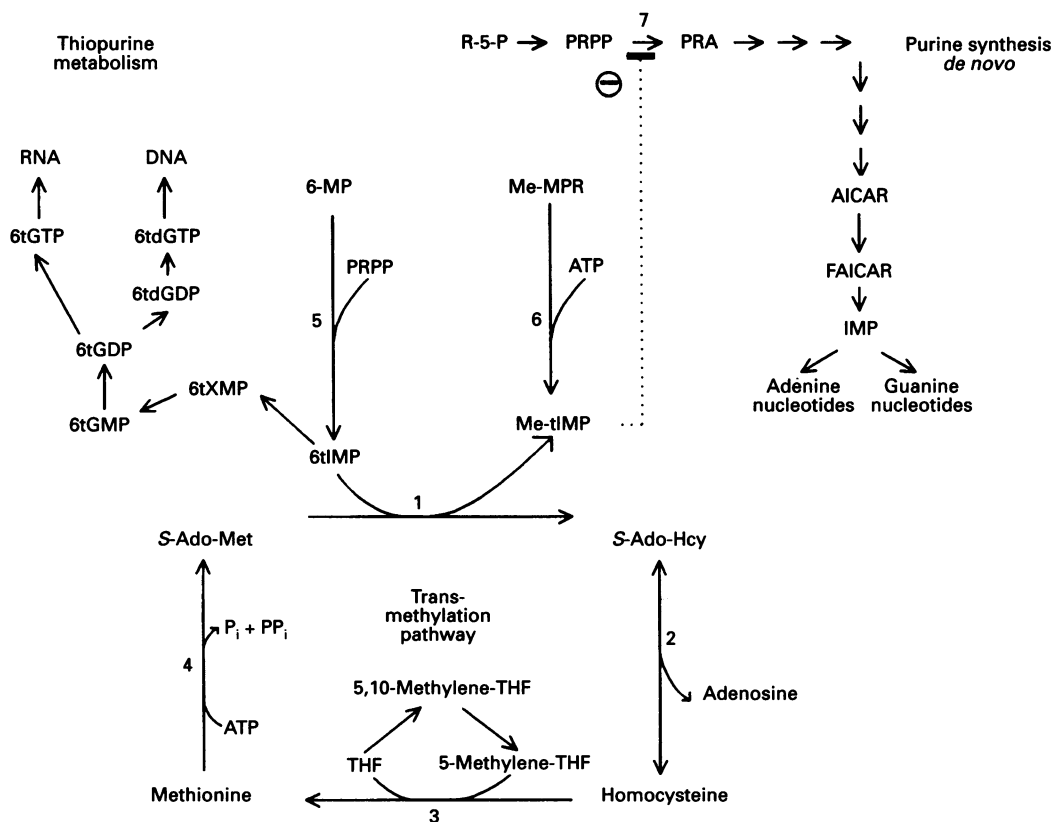 Thiopurine
metabolism
R-5-P
PRPP
7
PRA
Purine synthesis
de novo
RNA
DNA
6-MP
Me-MPR
AICAR
6tGTP
6tdGTP
PRPP
ATP
FAICAR
6tdGDP
5
6
IMP
6tGDP
6tXMP
Adenine
nucleotides
Guanine
nucleotides
6tGMP
Me-tIMP
6tIMP
1
S-Ado-Met
S-Ado-Hcy
Trans-
methylation
pathway
Pi + PPi
2
4
5,10-Methylene-THF
Adenosine
ATP
THF
5-Methylene-THF
Methionine
Homocysteine
3